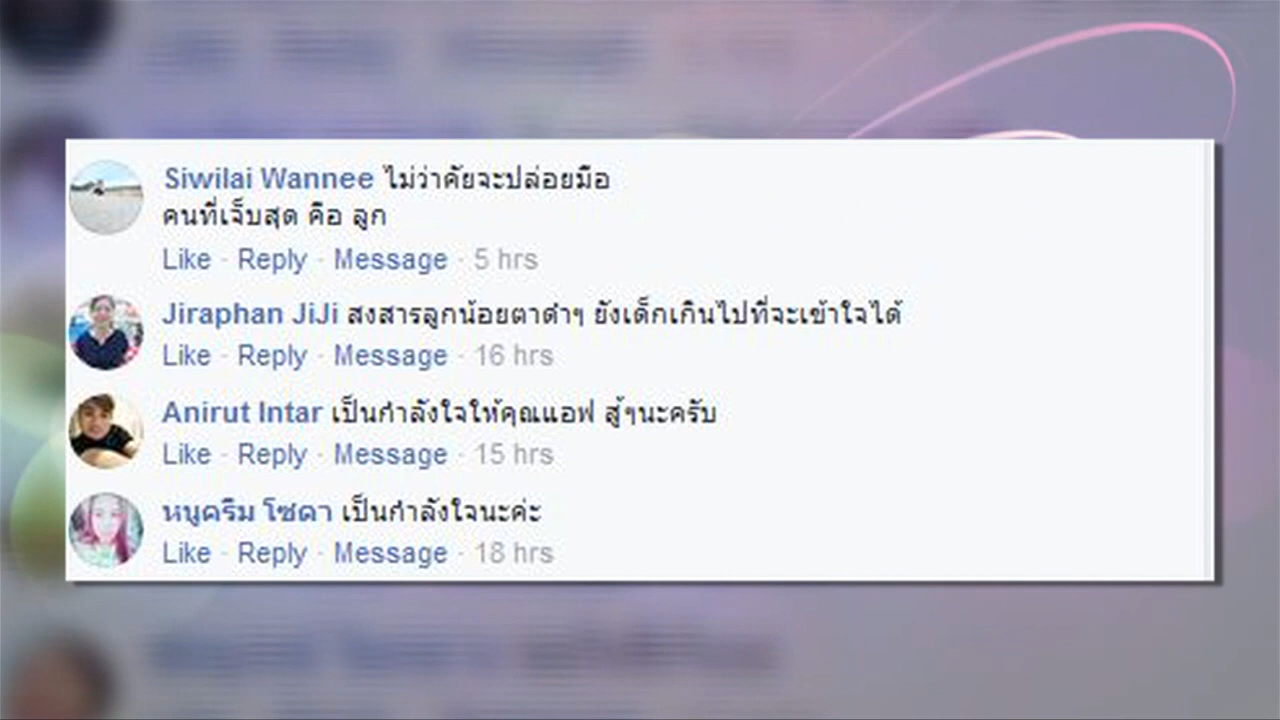 Siwilai Wannee ไม่ว่าคัยจะปล่อยมือ
คนที่เจ็บสุด คือ ลูก
Like · Reply · Message · 5 hrs
Jiraphan JiJi สงสารลูกน้อยตาดำๆ ยังเด็กเกินไปที่จะเข้าใจได้
Like · Reply · Message · 16 hrs
Anirut Intar เป็นกำลังใจให้คุณแอฟ สู้ๆนะครับ
Like · Reply · Message · 15 hrs
หนูครีม โซดา เป็นกำลังใจนะค่ะ
Like · Reply · Message · 18 hrs